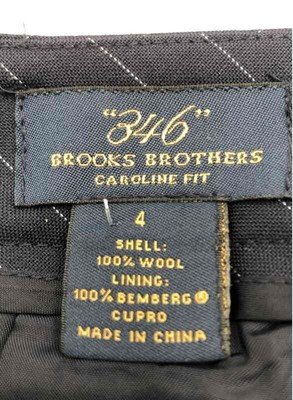 "346"
BROOKS BROTHERS
CAROLINE FIT
4
SHELL:
100% WOOL
LINING:
100% BEMBERG®
CUPRO
MADE IN CHINA